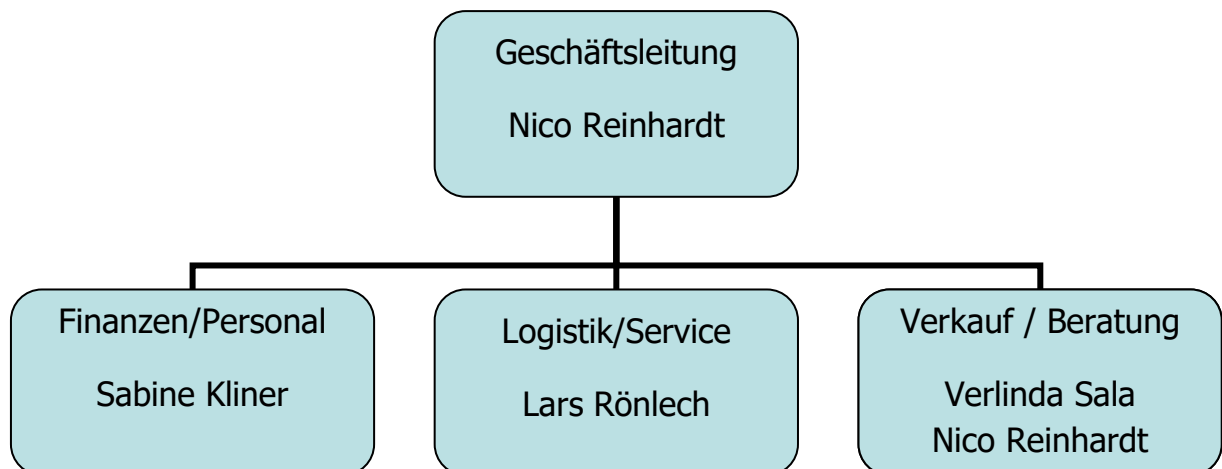 Geschäftsleitung
Nico Reinhardt
Finanzen/Personal
Sabine Kliner
Logistik/Service
Lars Rönlech
Verkauf / Beratung
Verlinda Sala
Nico Reinhardt